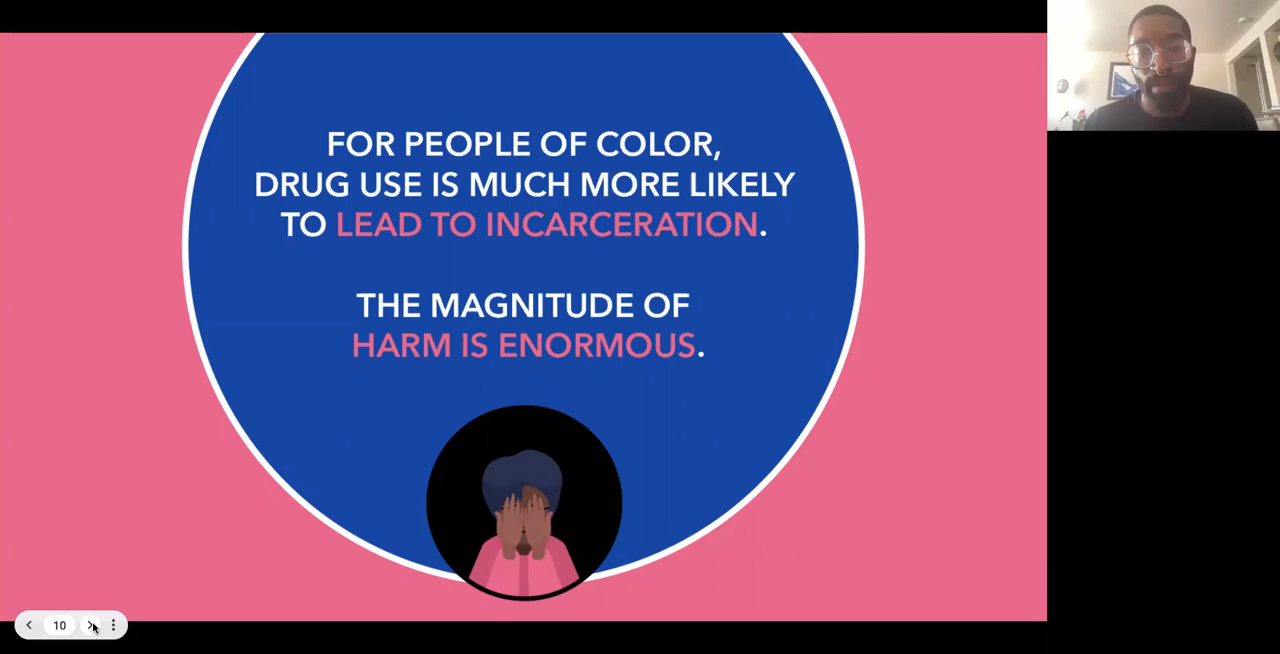 FOR PEOPLE OF COLOR,
DRUG USE IS MUCH MORE LIKELY
TO LEAD TO INCARCERATION.
THE MAGNITUDE OF
HARM IS ENORMOUS.
10